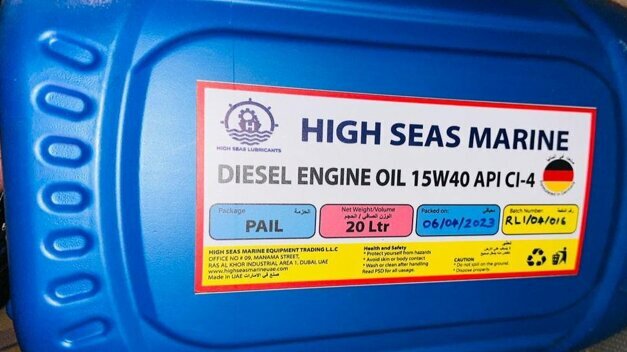 HIGH SEAS LUBRICANTS
HIGH SEAS MARINE
DIESEL ENGINE OIL 15W40 API CI-4
Package الحزمة
PAIL
Net Weight/Volume
الوزن الصافي / الحجم
20 Ltr
Packed on:
06/04/2023
Batch Number:
RLI/04/016
HIGH SEAS MARINE EQUIPMENT TRADING L.L.C
OFFICE NO # 09, MANAMA STREET,
RAS AL KHOR INDUSTRIAL AREA 1, DUBAI, UAE
www.highseasmarineuae.com
Made in UAE صنع في الامارات
Health and Safety
* Protect yourself from hazards
* Avoid skin or body contact
* Wash or clean after handling
Read PSD for all usage.
CAUTION
* Do not spill on the ground.
* Dispose properly.